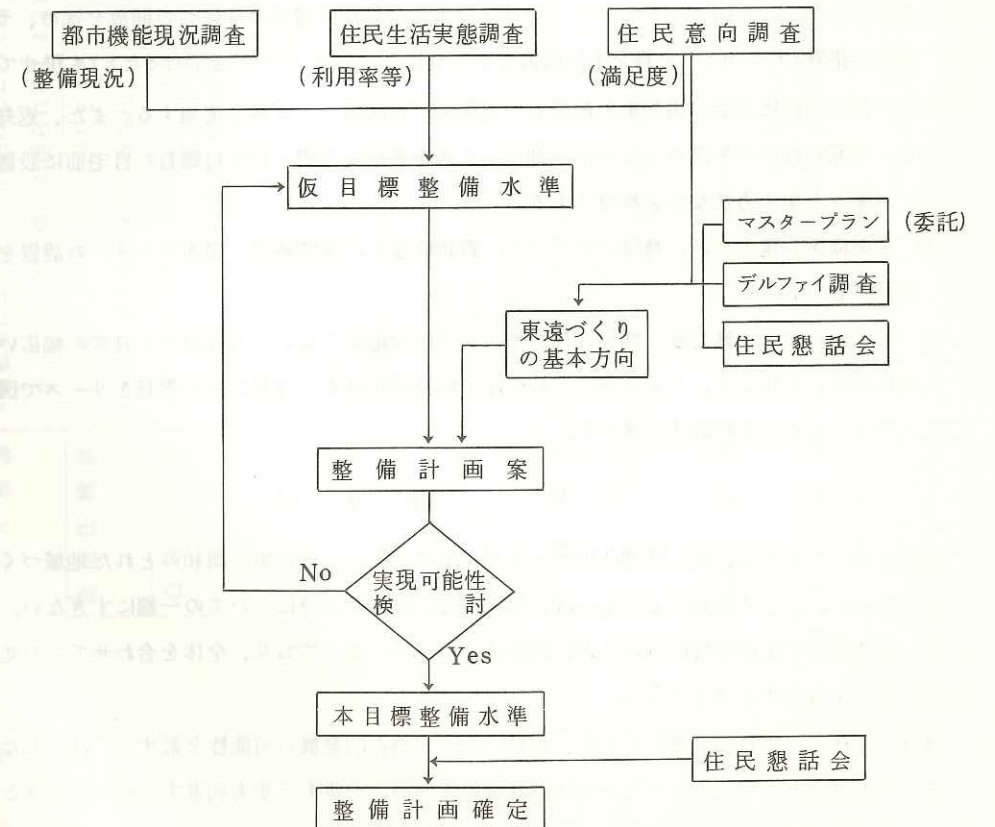 都市機能現況調査
住民生活実態調査
住民意向調査
(整備現況)
(利用率等)
(満足度)
仮目標整備水準
マスタープラン
(委託)
デルファイ調査
住民懇話会
東遠づくり
の基本方向
整備計画案
No
実現可能性
検討
Yes
本目標整備水準
住民懇話会
整備計画確定